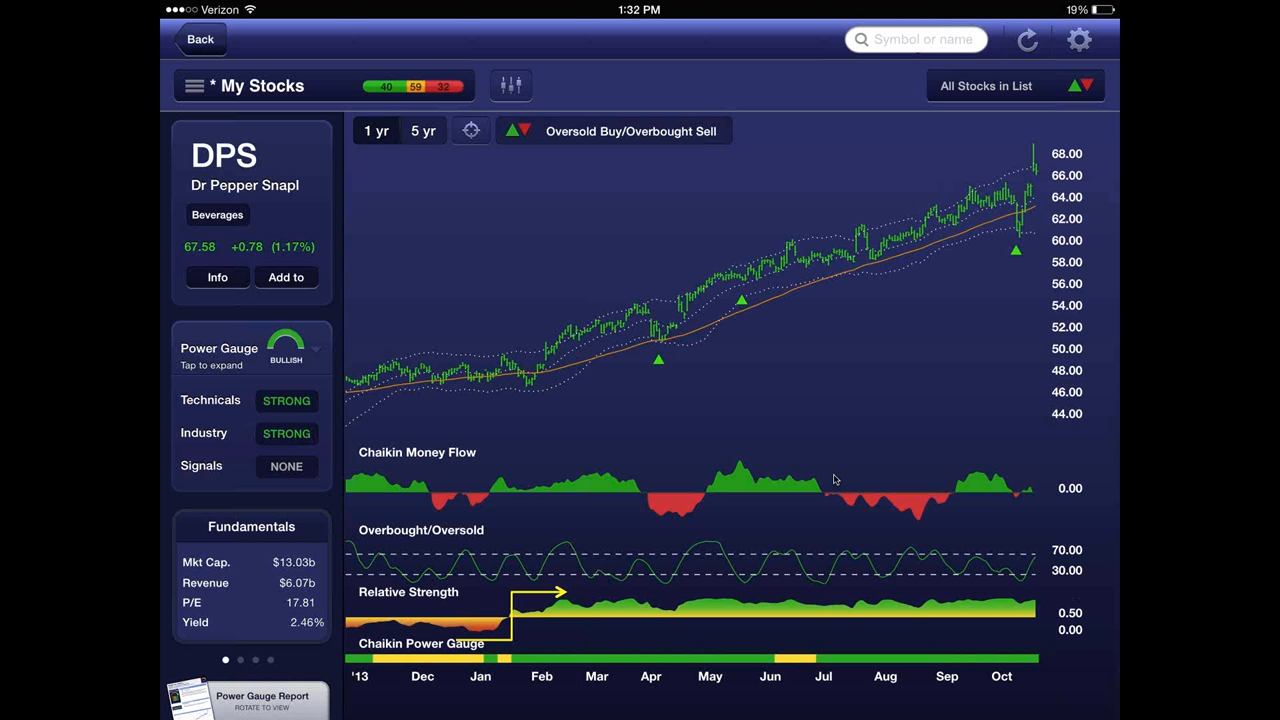 Verizon 1:32 PM 19%
Back Symbol or name
* My Stocks 40 59 32 All Stocks in List
1 yr 5 yr Oversold Buy/Overbought Sell
DPS
Dr Pepper Snapl
Beverages
67.58 +0.78 (1.17%)
Info Add to
Power Gauge
Tap to expand
BULLISH
Technicals STRONG
Industry STRONG
Signals NONE
Fundamentals
Mkt Cap. $13.03b
Revenue $6.07b
P/E 17.81
Yield 2.46%
Power Gauge Report
ROTATE TO VIEW
68.00
66.00
64.00
62.00
60.00
58.00
56.00
54.00
52.00
50.00
48.00
46.00
44.00
Chaikin Money Flow
0.00
Overbought/Oversold
70.00
30.00
Relative Strength
0.50
0.00
Chaikin Power Gauge
'13 Dec Jan Feb Mar Apr May Jun Jul Aug Sep Oct